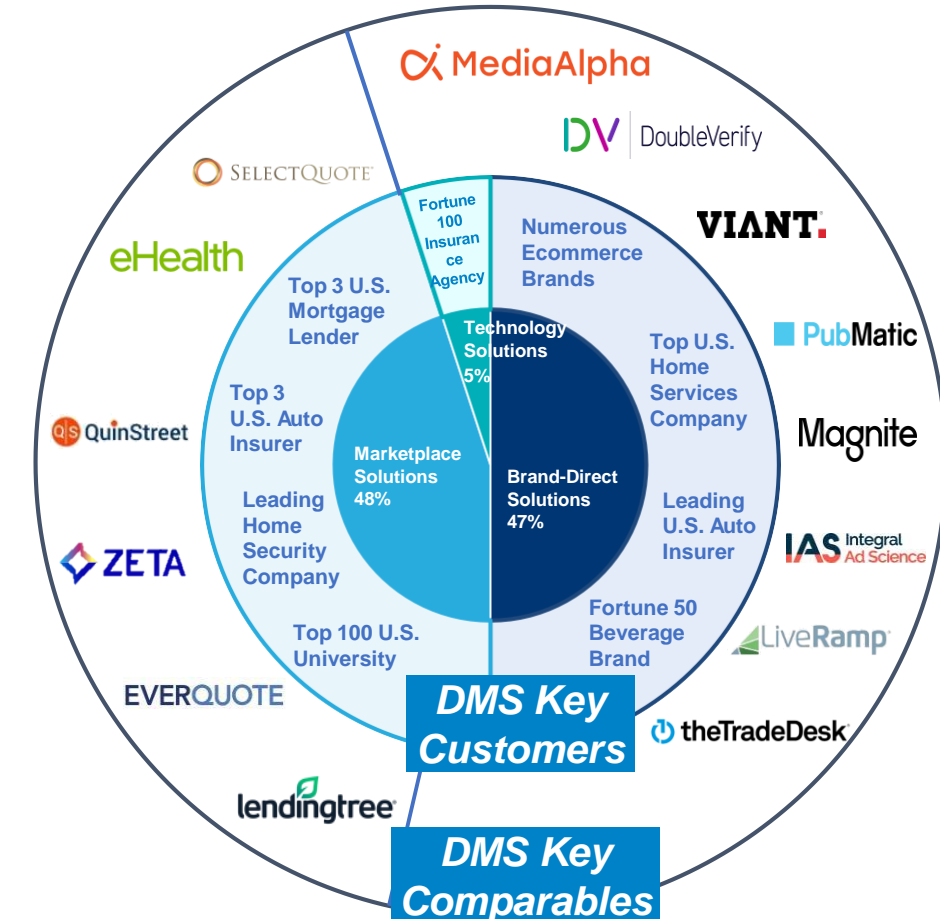 MediaAlpha
DV DoubleVerify
SELECTQUOTE
eHealth
VIANT.
PubMatic
QS QuinStreet
Magnite
ZETA
IAS Integral
Ad Science
LiveRamp
EVERQUOTE
theTradeDesk
lendingtree
Fortune
100
Insuran
ce
Agency
Numerous
Ecommerce
Brands
Top 3 U.S.
Mortgage
Lender
Top U.S.
Home
Services
Company
Top 3
U.S. Auto
Insurer
Leading
Home
Security
Company
Leading
U.S. Auto
Insurer
Top 100 U.S.
University
Fortune 50
Beverage
Brand
Technology
Solutions
5%
Marketplace
Solutions
48%
Brand-Direct
Solutions
47%
DMS Key
Customers
DMS Key
Comparables